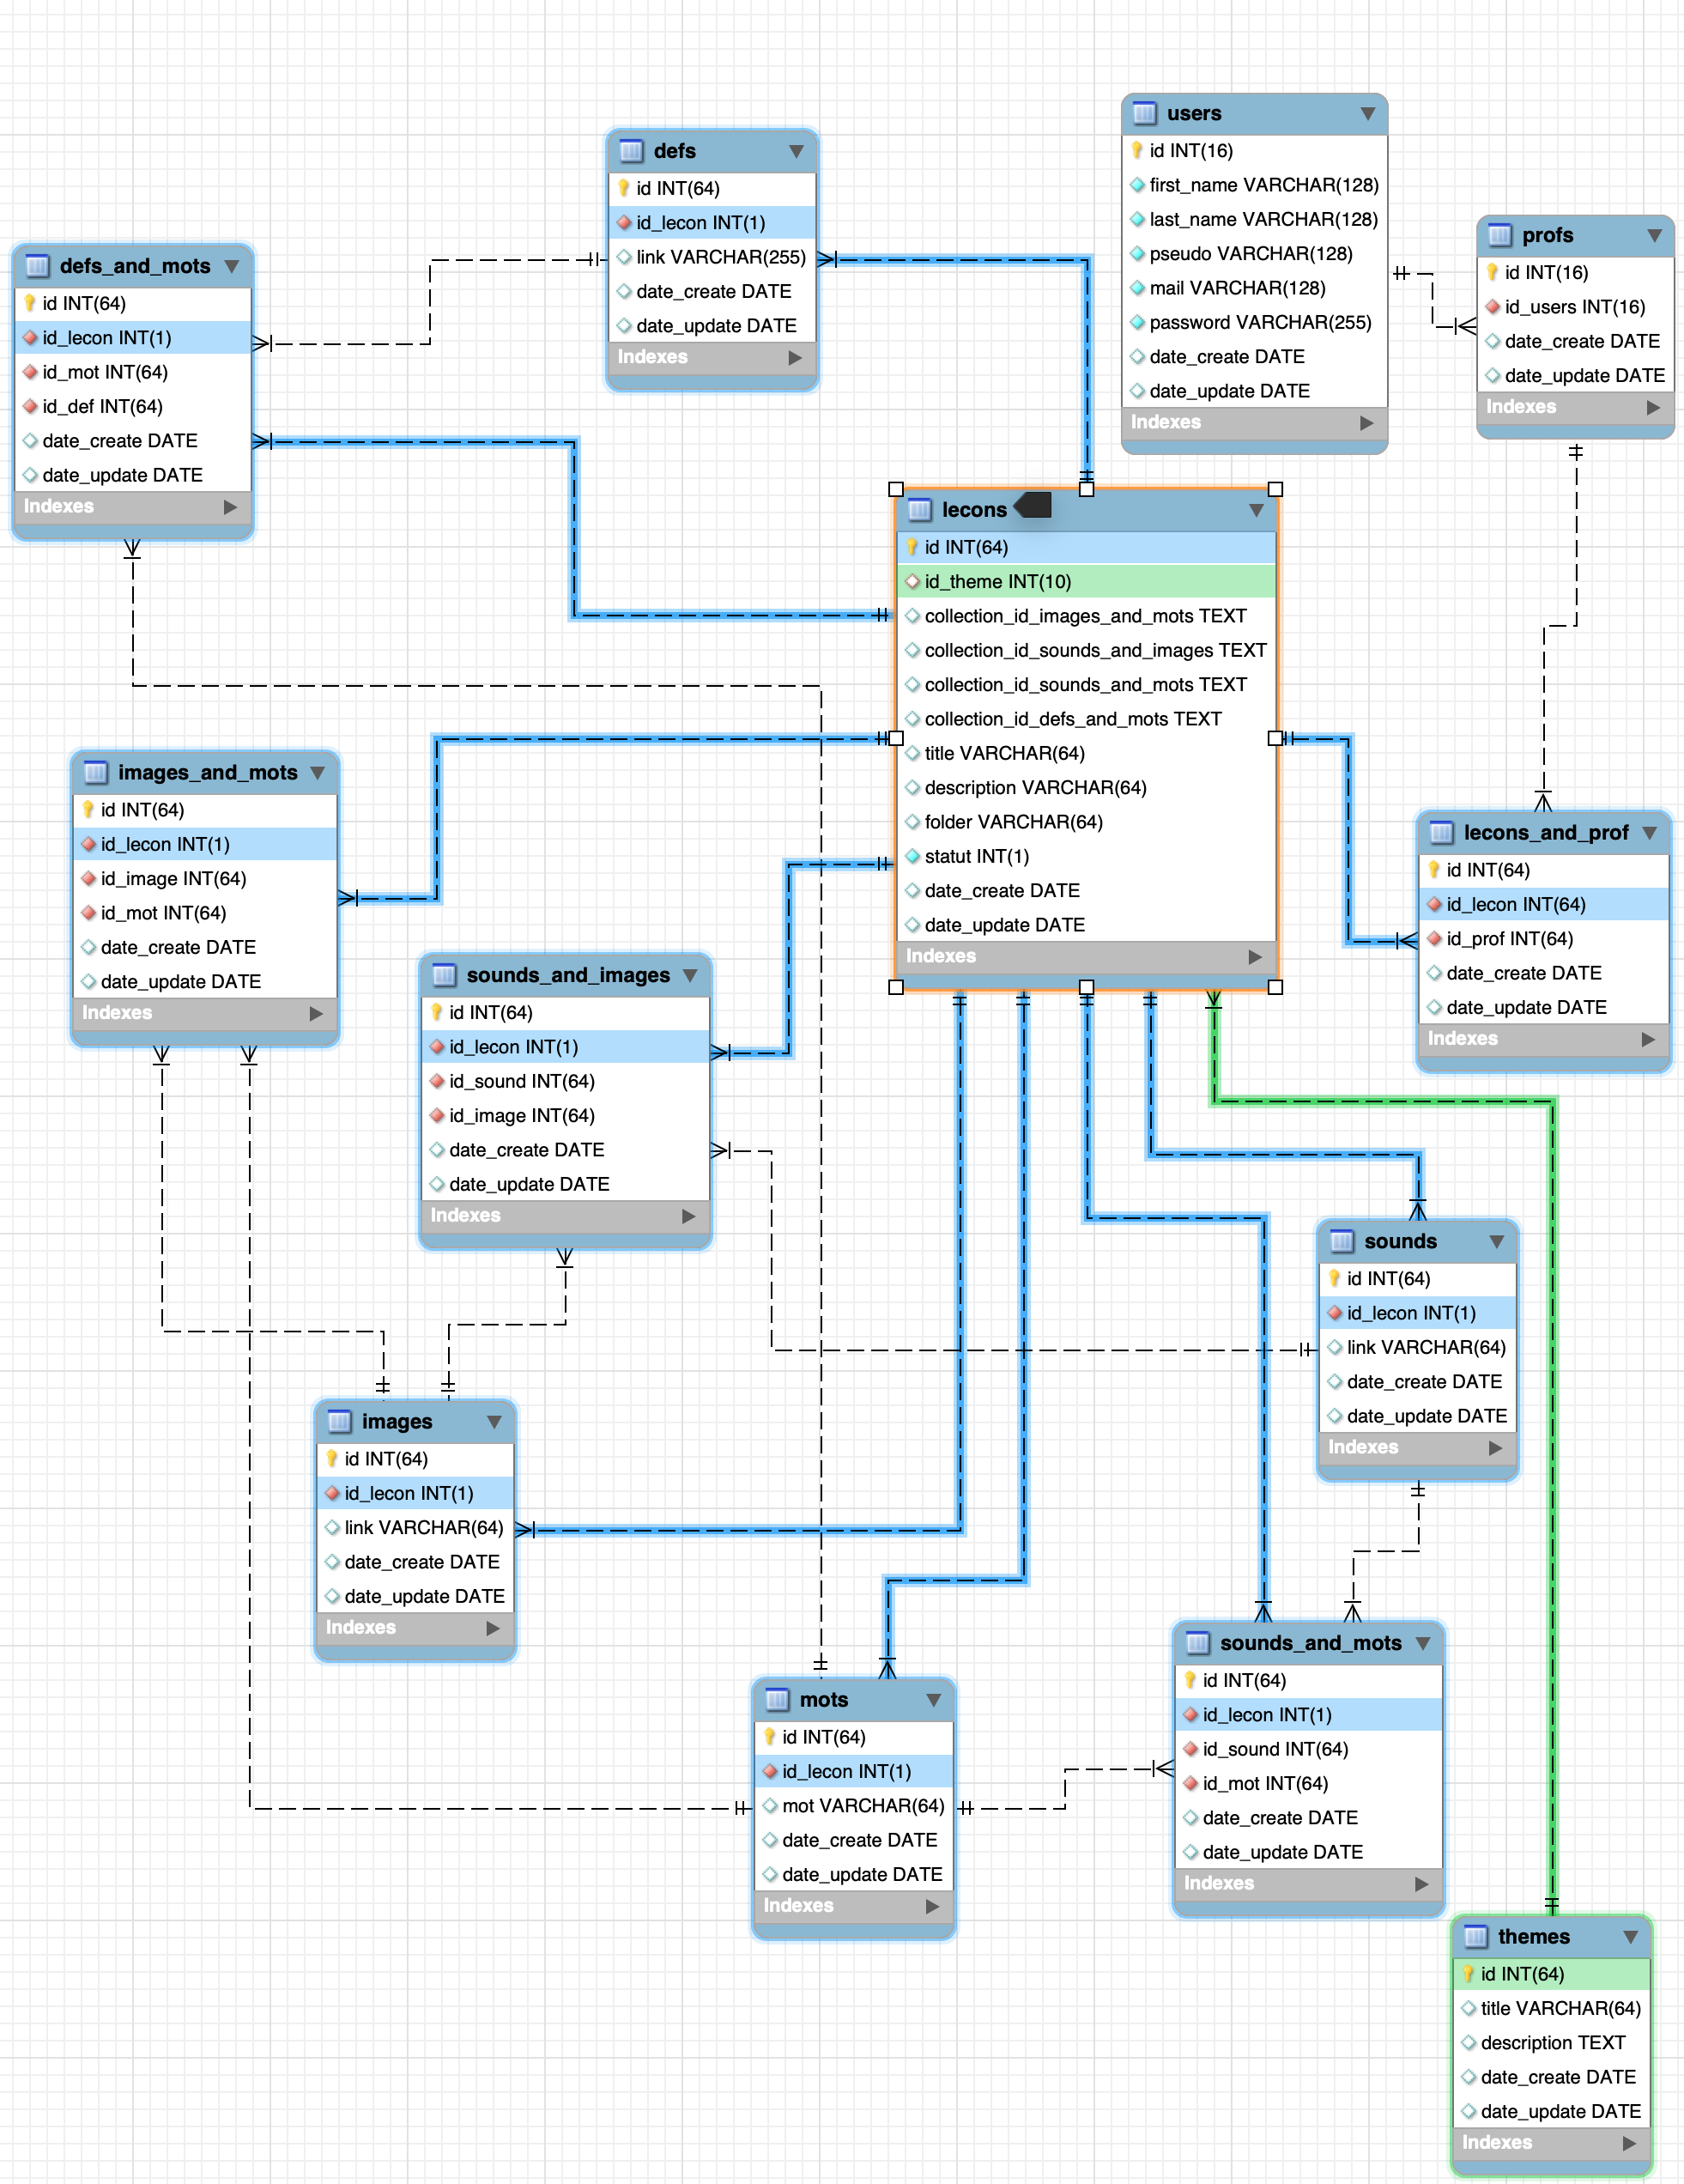 users
id INT(16)
first_name VARCHAR(128)
last_name VARCHAR(128)
pseudo VARCHAR(128)
mail VARCHAR(128)
password VARCHAR(255)
date_create DATE
date_update DATE
Indexes
defs
id INT(64)
id_lecon INT(1)
link VARCHAR(255)
date_create DATE
date_update DATE
Indexes
profs
id INT(16)
id_users INT(16)
date_create DATE
date_update DATE
Indexes
defs_and_mots
id INT(64)
id_lecon INT(1)
id_mot INT(64)
id_def INT(64)
date_create DATE
date_update DATE
Indexes
lecons
id INT(64)
id_theme INT(10)
collection_id_images_and_mots TEXT
collection_id_sounds_and_images TEXT
collection_id_sounds_and_mots TEXT
collection_id_defs_and_mots TEXT
title VARCHAR(64)
description VARCHAR(64)
folder VARCHAR(64)
statut INT(1)
date_create DATE
date_update DATE
Indexes
images_and_mots
id INT(64)
id_lecon INT(1)
id_image INT(64)
id_mot INT(64)
date_create DATE
date_update DATE
Indexes
lecons_and_prof
id INT(64)
id_lecon INT(64)
id_prof INT(64)
date_create DATE
date_update DATE
Indexes
sounds_and_images
id INT(64)
id_lecon INT(1)
id_sound INT(64)
id_image INT(64)
date_create DATE
date_update DATE
Indexes
sounds
id INT(64)
id_lecon INT(1)
link VARCHAR(64)
date_create DATE
date_update DATE
Indexes
images
id INT(64)
id_lecon INT(1)
link VARCHAR(64)
date_create DATE
date_update DATE
Indexes
sounds_and_mots
id INT(64)
id_lecon INT(1)
id_sound INT(64)
id_mot INT(64)
date_create DATE
date_update DATE
Indexes
mots
id INT(64)
id_lecon INT(1)
mot VARCHAR(64)
date_create DATE
date_update DATE
Indexes
themes
id INT(64)
title VARCHAR(64)
description TEXT
date_create DATE
date_update DATE
Indexes